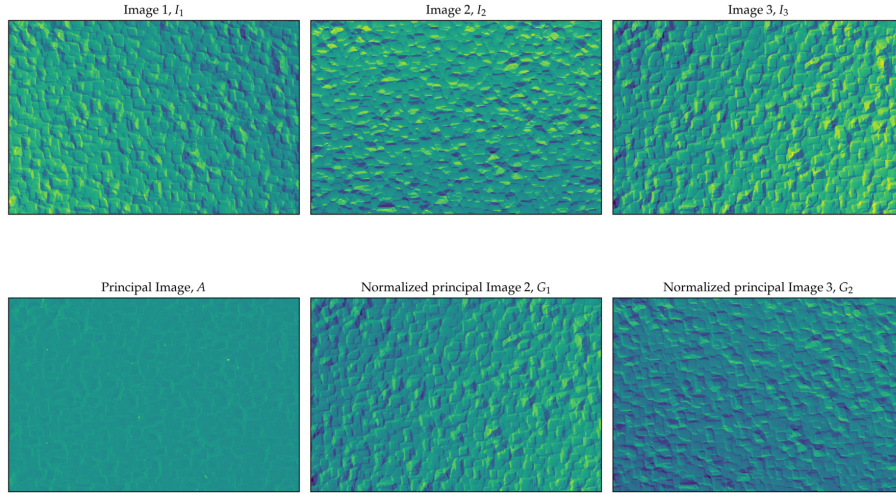 Image 1, I₁
Image 2, I₂
Image 3, I₃
Principal Image, A
Normalized principal Image 2, G₁
Normalized principal Image 3, G₂